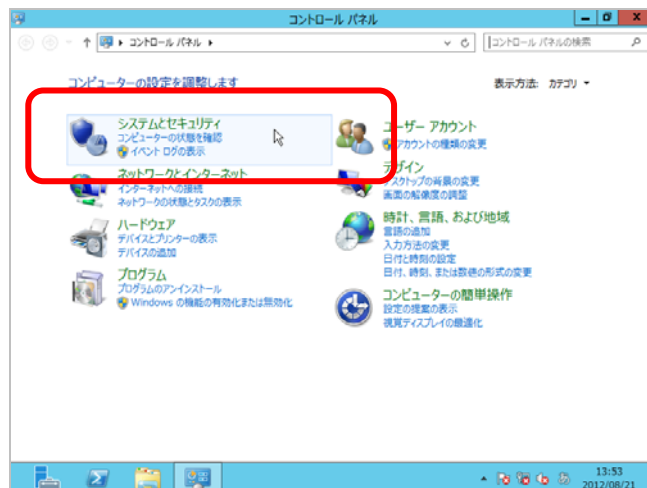 コントロール パネル
コントロール パネル
コントロール パネルの検索
コンピューターの設定を調整します
表示方法: カテゴリ
システムとセキュリティ
コンピューターの状態を確認
イベント ログの表示
ネットワークとインターネット
インターネットへの接続
ネットワークの状態とタスクの表示
ハードウェア
デバイスとプリンターの表示
デバイスの追加
プログラム
プログラムのアンインストール
Windows の機能の有効化または無効化
ユーザー アカウント
アカウントの種類の変更
デザイン
デスクトップの背景の変更
画面の解像度の調整
時計、言語、および地域
言語の追加
入力方法の変更
日付と時刻の設定
日付、時刻、または数値の形式の変更
コンピューターの簡単操作
設定の提案の表示
視覚ディスプレイの最適化
13:53
2012/08/21